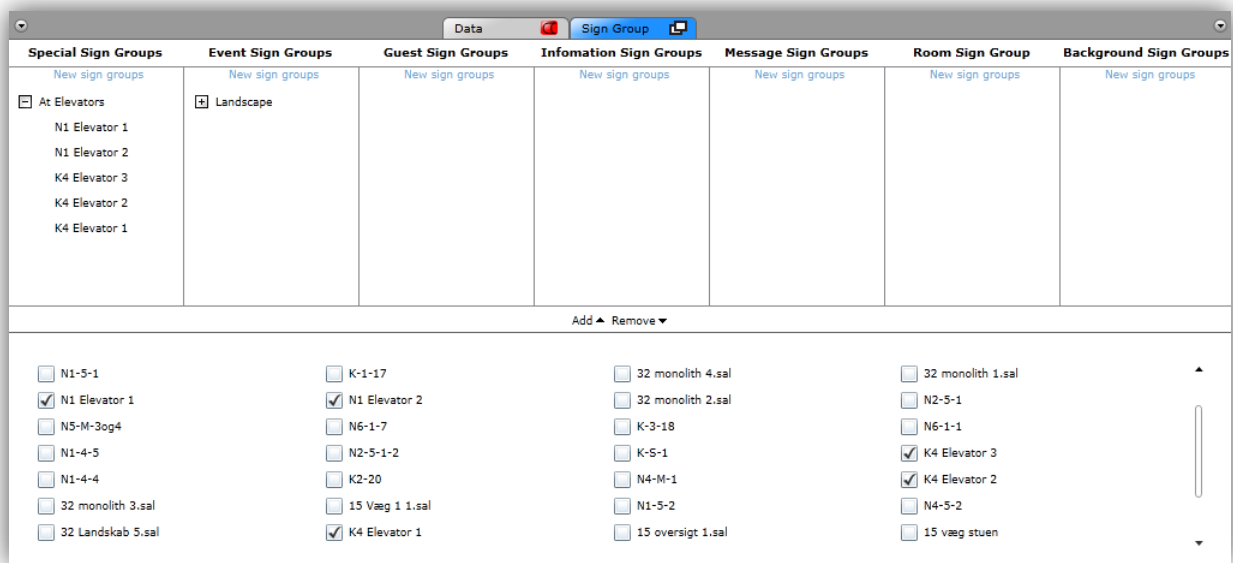 Data Sign Group
Special Sign Groups Event Sign Groups Guest Sign Groups Infomation Sign Groups Message Sign Groups Room Sign Group Background Sign Groups
New sign groups New sign groups New sign groups New sign groups New sign groups New sign groups New sign groups
At Elevators Landscape
N1 Elevator 1
N1 Elevator 2
K4 Elevator 3
K4 Elevator 2
K4 Elevator 1
Add Remove
N1-5-1 K-1-17 32 monolith 4.sal 32 monolith 1.sal
N1 Elevator 1 N1 Elevator 2 32 monolith 2.sal N2-5-1
N5-M-3og4 N6-1-7 K-3-18 N6-1-1
N1-4-5 N2-5-1-2 K-S-1 K4 Elevator 3
N1-4-4 K2-20 N4-M-1 K4 Elevator 2
32 monolith 3.sal 15 Væg 1 1.sal N1-5-2 N4-5-2
32 Landskab 5.sal K4 Elevator 1 15 oversigt 1.sal 15 væg stuen